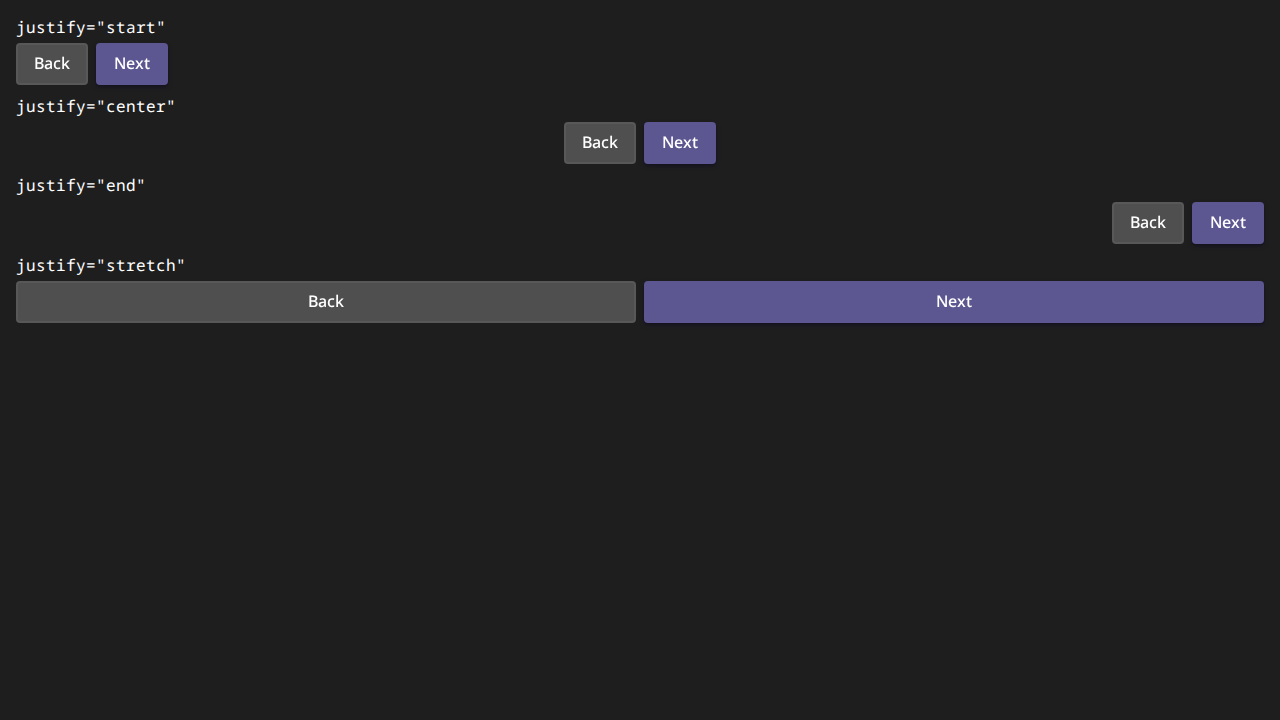 justify="start"
Back Next
justify="center"
Back Next
justify="end"
Back Next
justify="stretch"
Back Next